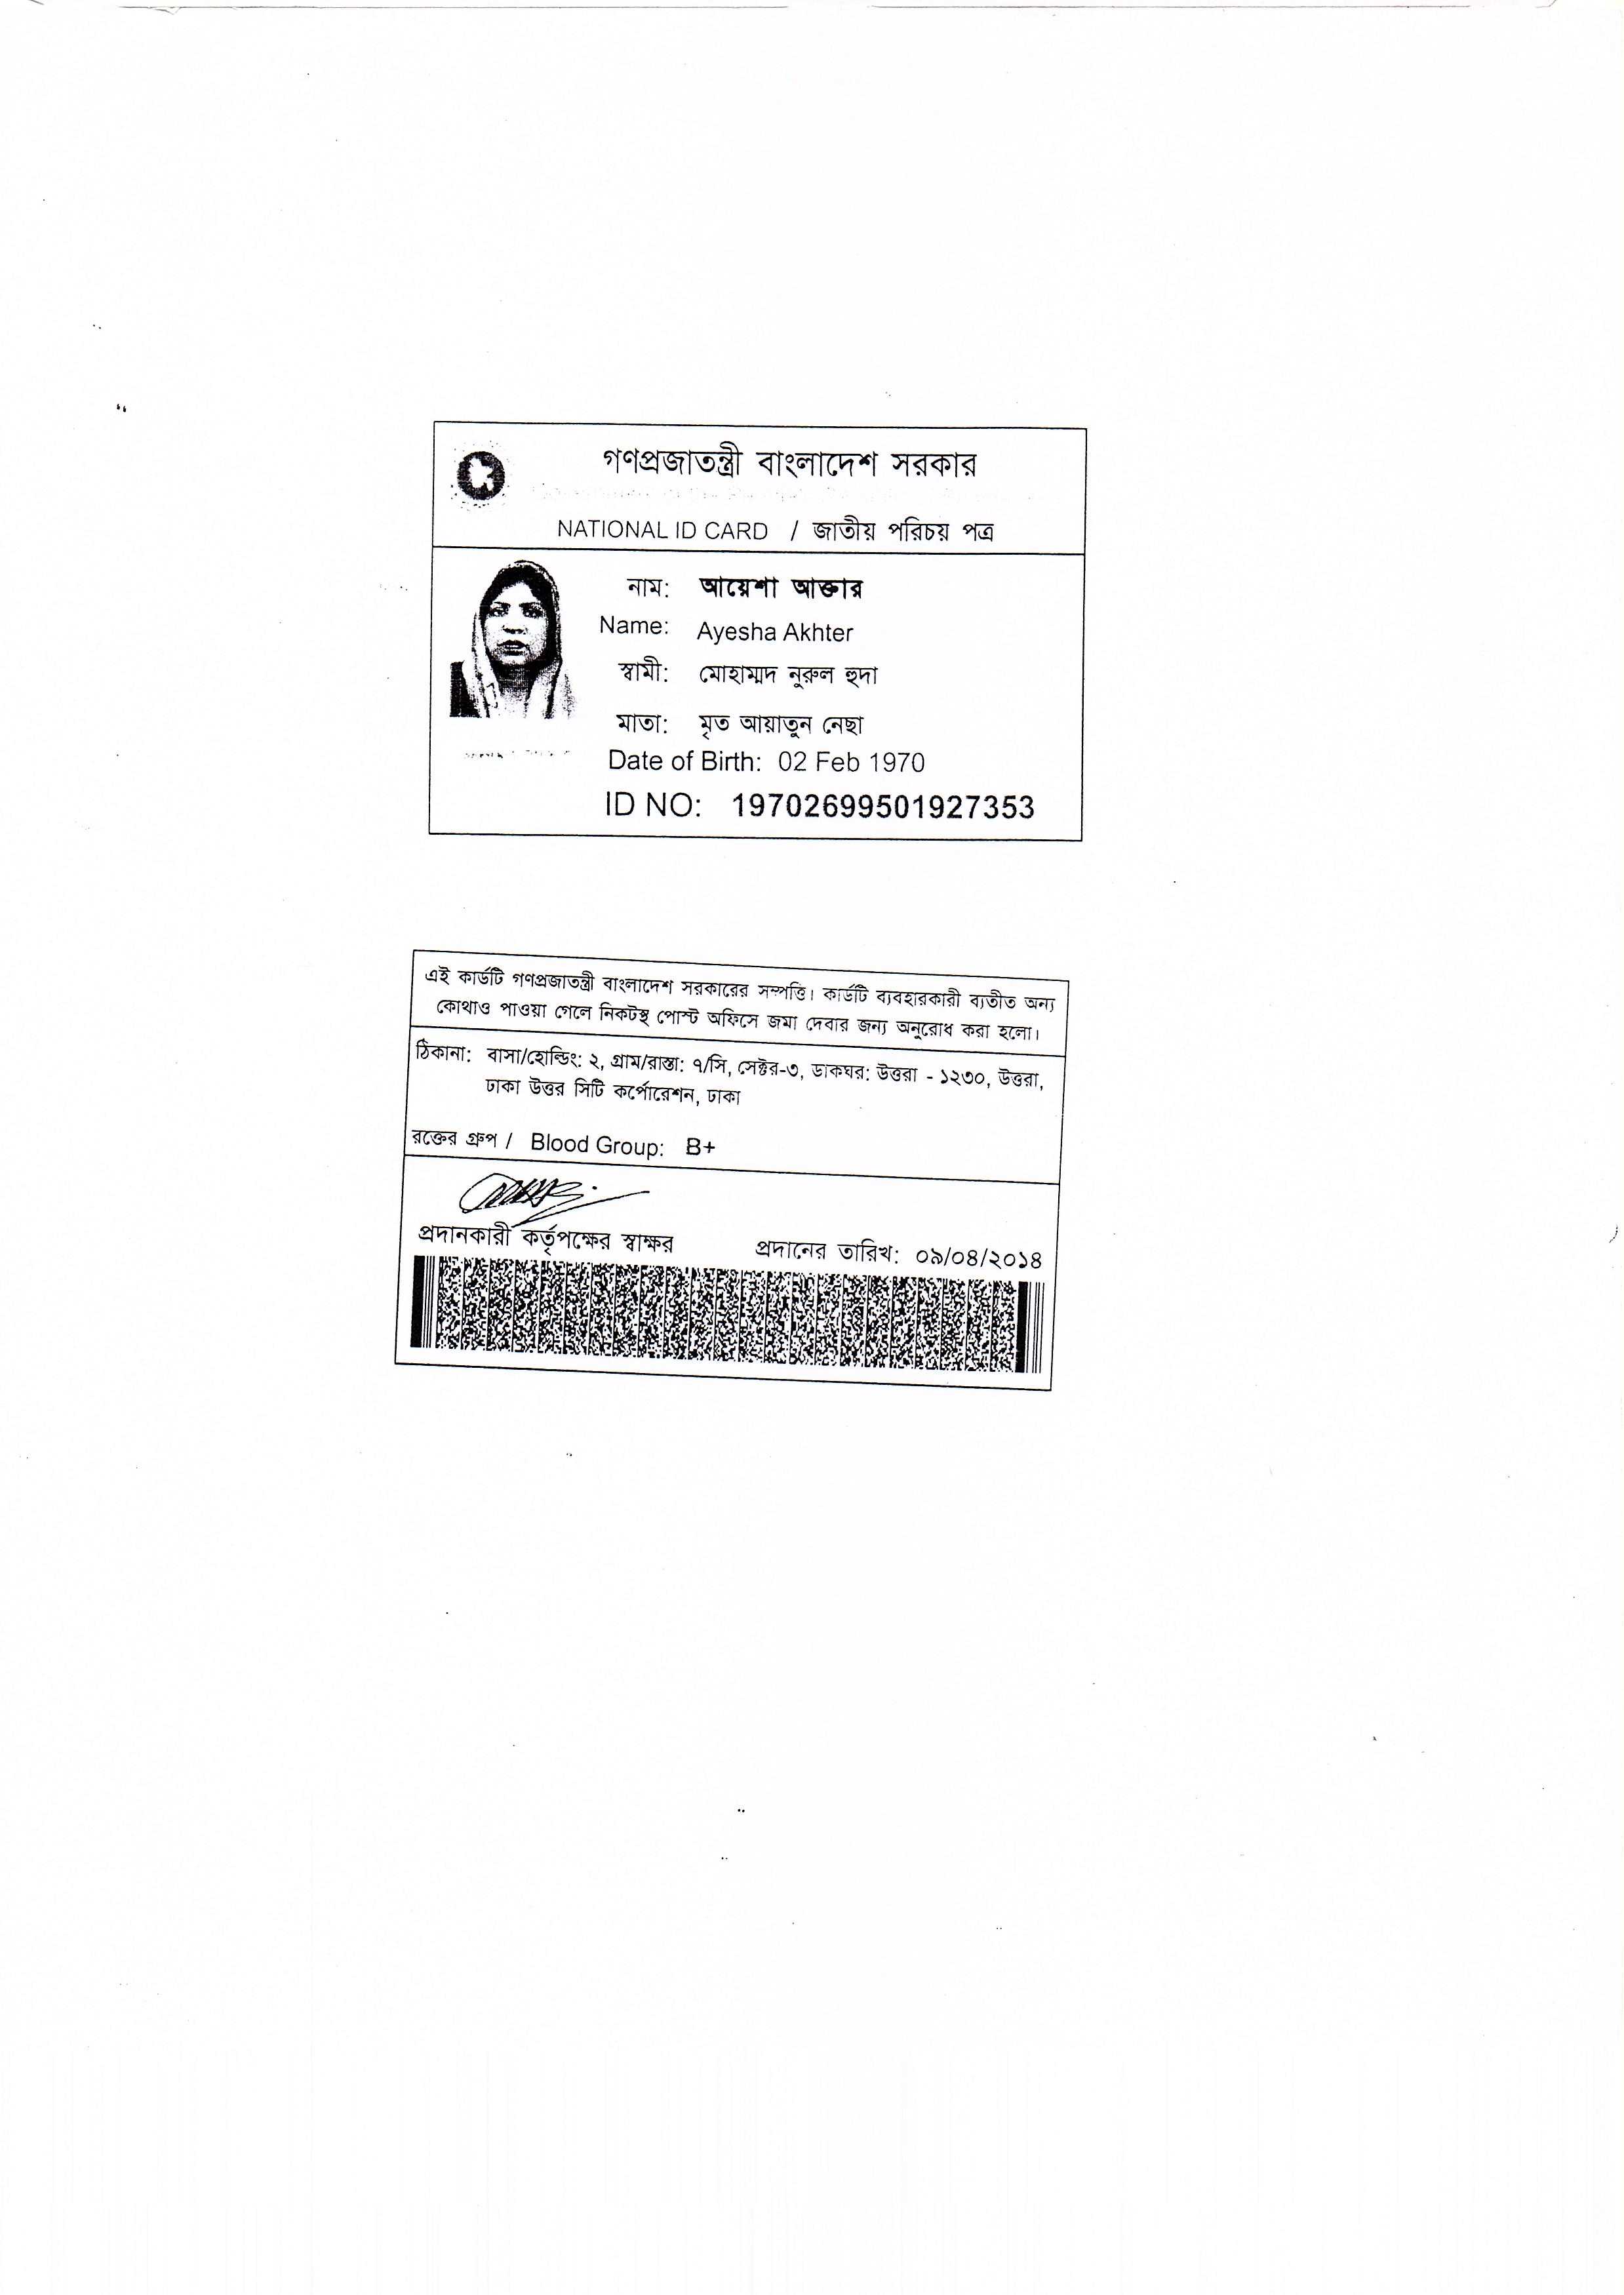 গণপ্রজাতন্ত্রী বাংলাদেশ সরকার
NATIONAL ID CARD / জাতীয় পরিচয় পত্র
নাম: আয়েশা আক্তার
Name: Ayesha Akhter
স্বামী: মোহাম্মদ নুরুল হুদা
মাতা: মৃত আয়াতুন নেছা
Date of Birth: 02 Feb 1970
ID NO: 19702699501927353
এই কার্ডটি গণপ্রজাতন্ত্রী বাংলাদেশ সরকারের সম্পত্তি। কার্ডটি ব্যবহারকারী ব্যতীত অন্য
কোথাও পাওয়া গেলে নিকটস্থ পোস্ট অফিসে জমা দেবার জন্য অনুরোধ করা হলো।
ঠিকানা: বাসা/হোল্ডিং: ২, গ্রাম/রাস্তা: ৭/সি, সেক্টর-৩, ডাকঘর: উত্তরা - ১২৩০, উত্তরা,
ঢাকা উত্তর সিটি কর্পোরেশন, ঢাকা
রক্তের গ্রুপ / Blood Group: B+
প্রদানকারী কর্তৃপক্ষের স্বাক্ষর প্রদানের তারিখ: ০৯/০৪/২০১৪